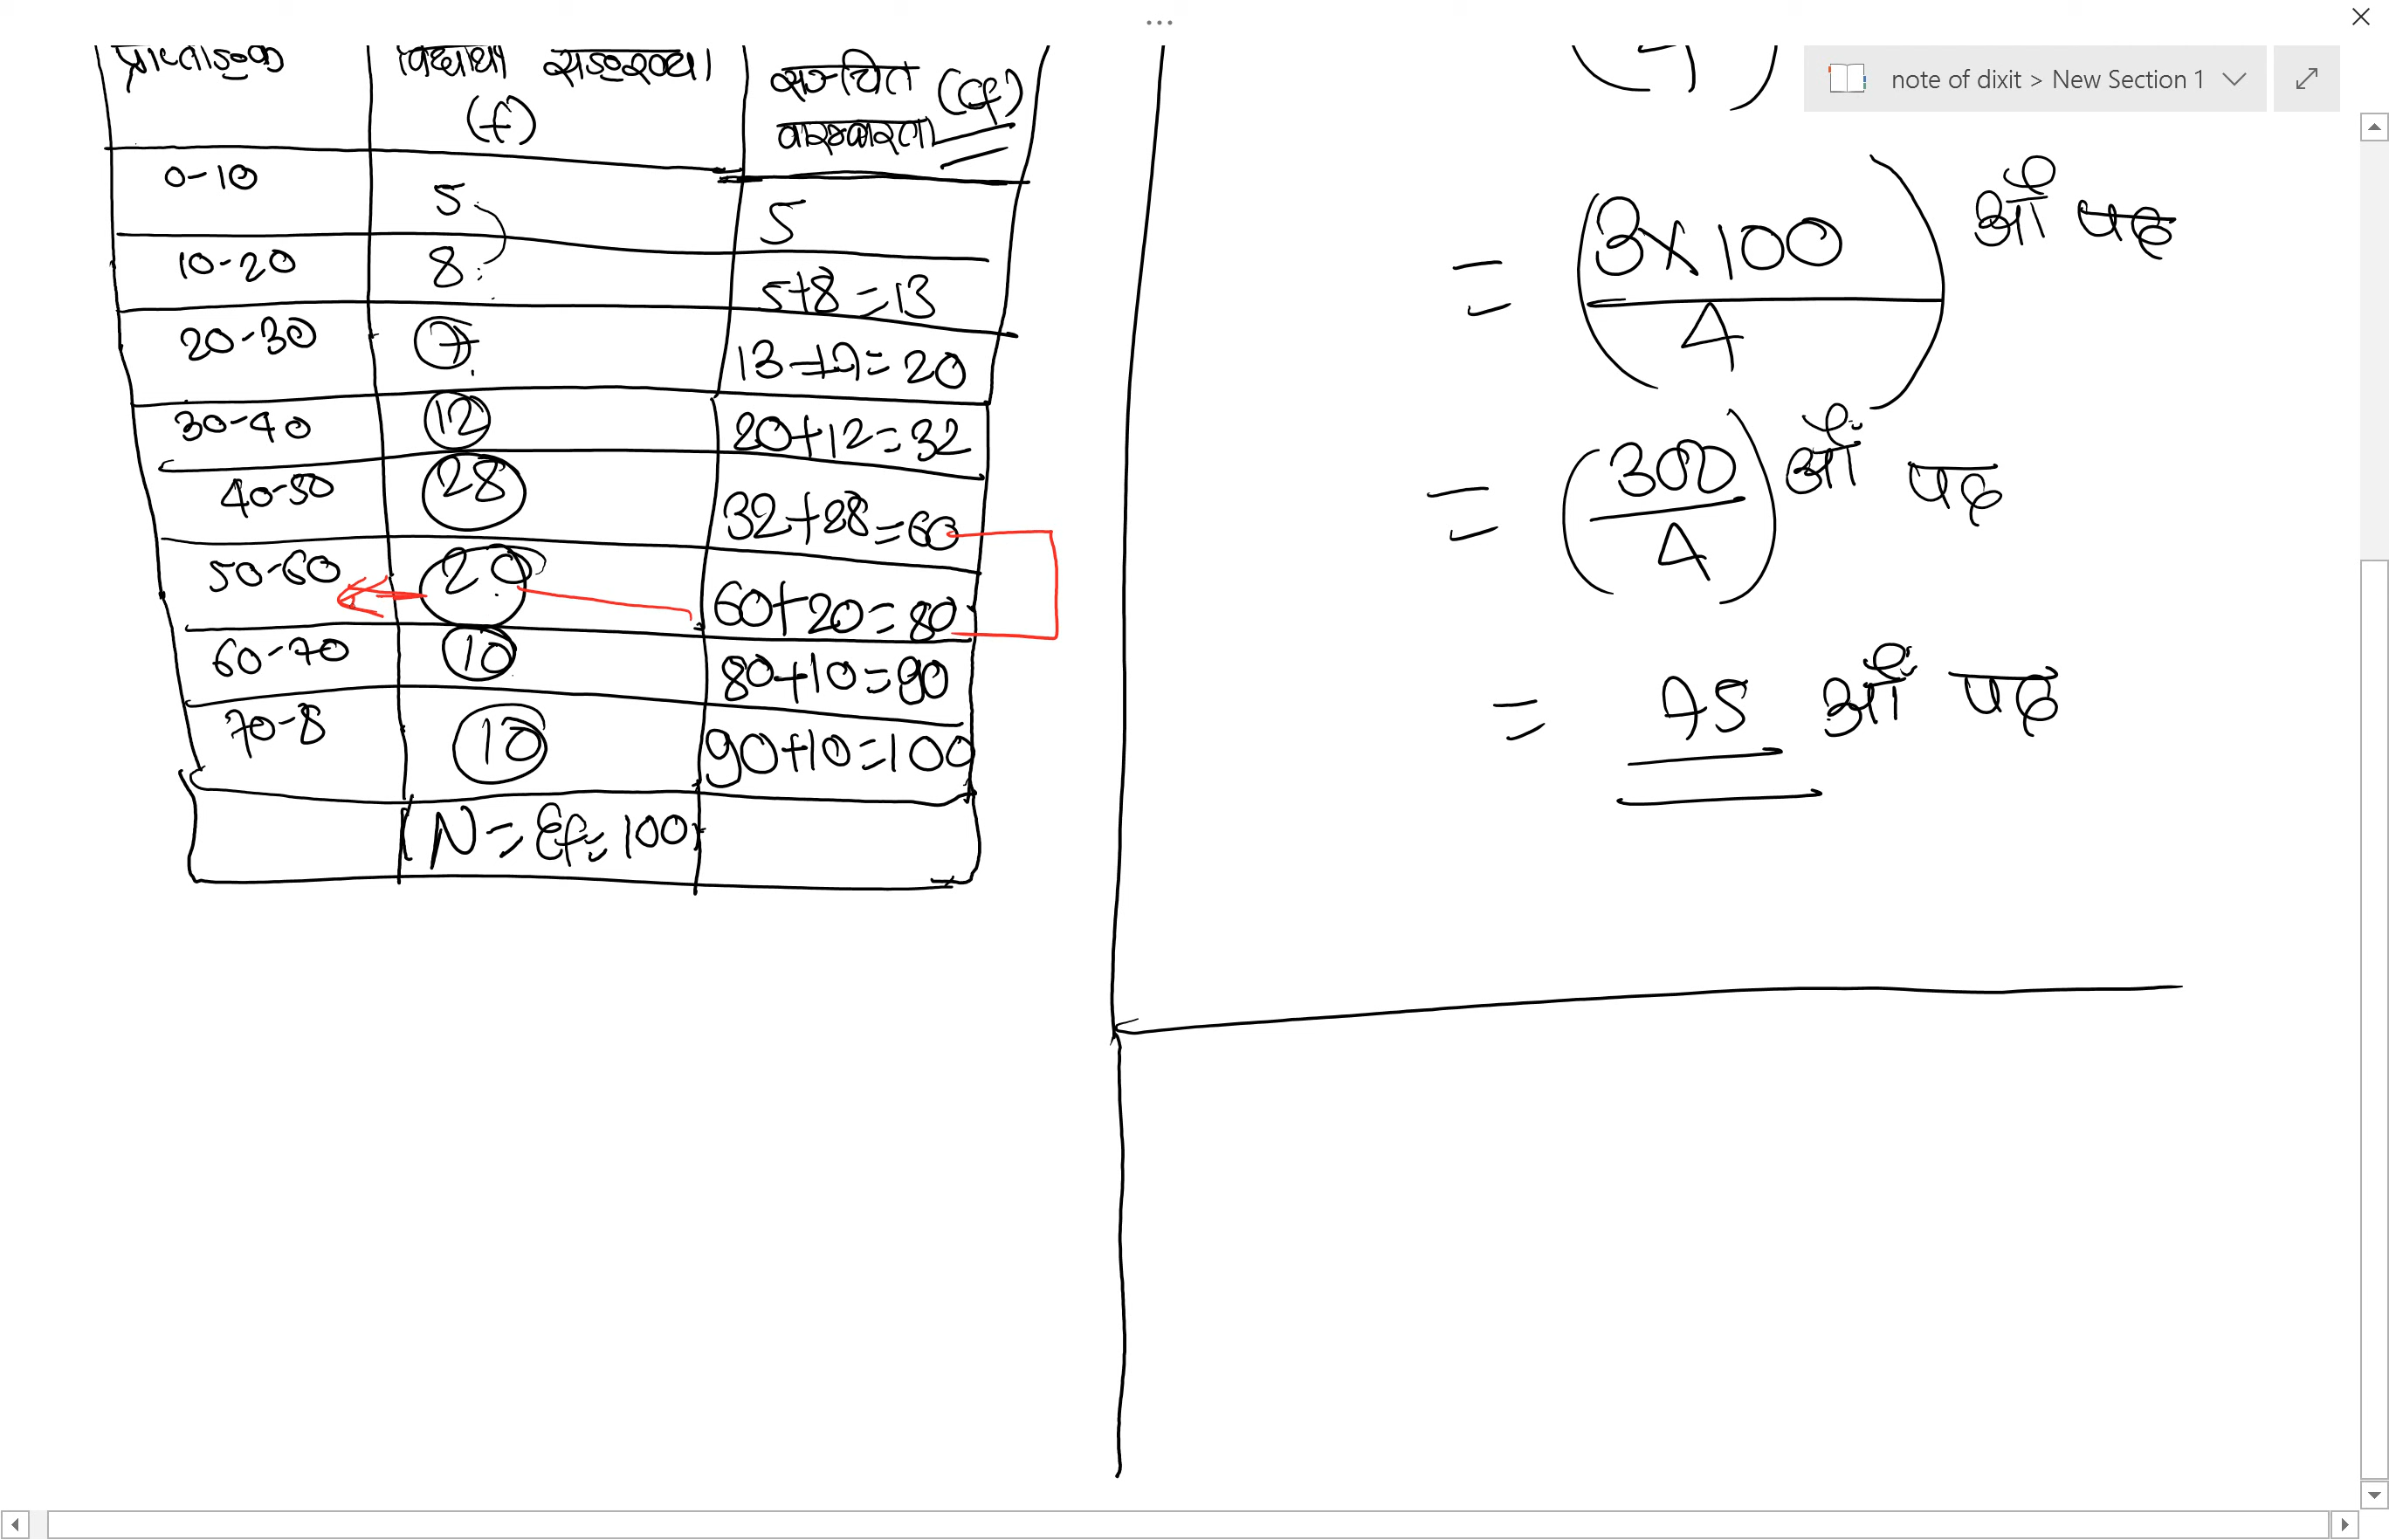 ...
note of dixit > New Section 1
प्राप्ताङ्क
(f) (cf)
0-10 5 5
10-20 8 5+8=13
20-30 7 13+7=20
30-40 12 20+12=32
40-50 28 32+28=60
50-60 20 60+20=80
60-70 10 80+10=90
70-8 10 90+10=100
N=Σf=100
4
= (3×100/4) औँ पद
= (300/4) औँ पद
= 75 औँ पद